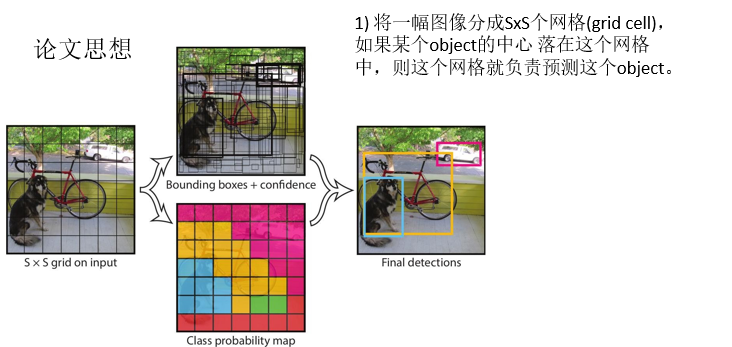 论文思想
1) 将一幅图像分成SxS个网格(grid cell)，
如果某个object的中心 落在这个网格
中，则这个网格就负责预测这个object。
Bounding boxes + confidence
S × S grid on input
Final detections
Class probability map